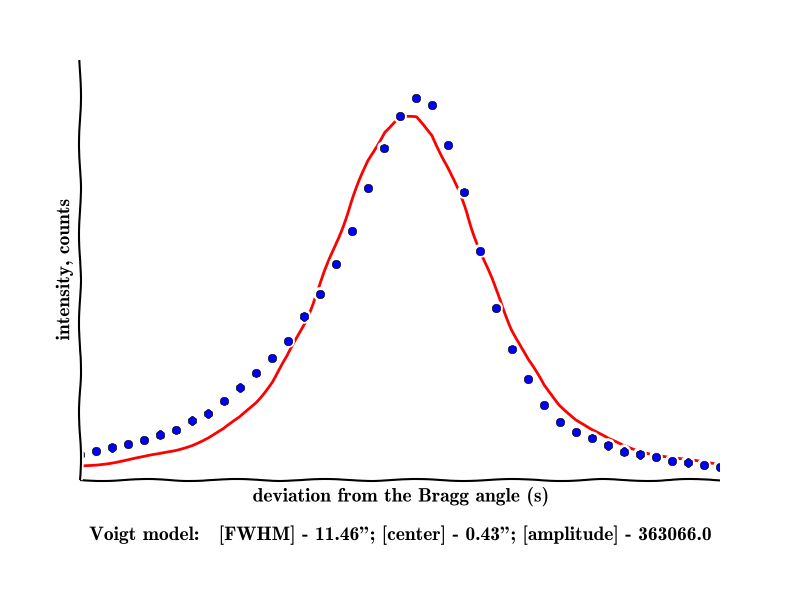 intensity, counts
deviation from the Bragg angle (s)
Voigt model: [FWHM] - 11.46”; [center] - 0.43”; [amplitude] - 363066.0